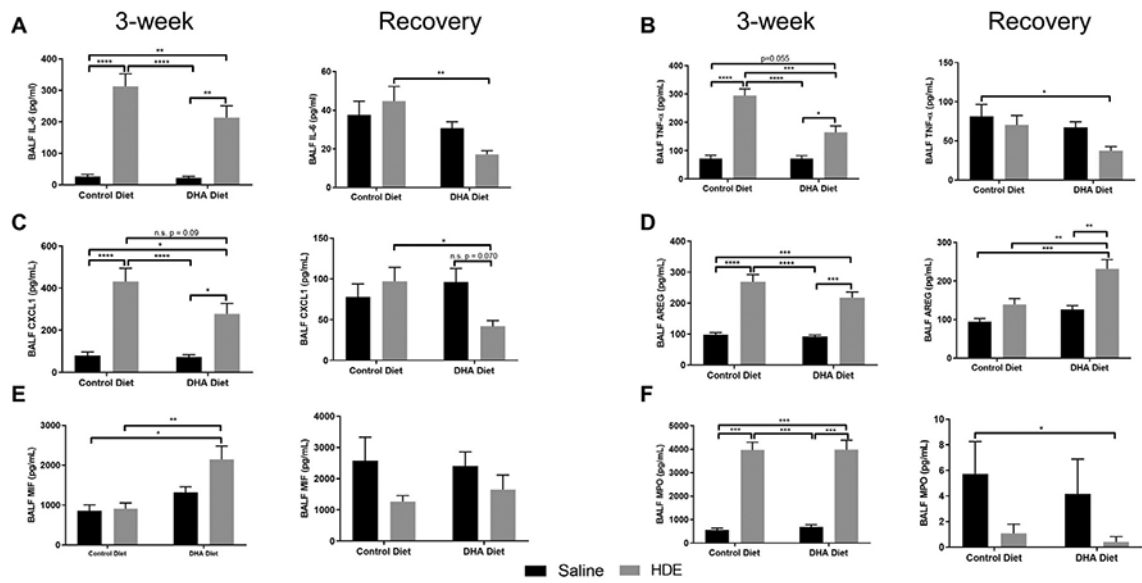 3-week
Recovery
3-week
Recovery
A
BALF IL-6 (pg/ml)
400
300
200
100
0
**
****
****
**
Control Diet
DHA Diet
BALF IL-6 (pg/ml)
60
40
20
0
**
Control Diet
DHA Diet
B
BALF TNF-α (pg/mL)
400
300
200
100
0
p=0.055
***
****
****
*
Control Diet
DHA Diet
BALF TNF-α (pg/mL)
150
100
50
0
*
Control Diet
DHA Diet
C
BALF CXCL1 (pg/mL)
600
400
200
0
n.s. p = 0.09
*
****
****
*
Control Diet
DHA Diet
BALF CXCL1 (pg/mL)
150
100
50
0
*
n.s. p = 0.070
Control Diet
DHA Diet
D
BALF AREG (pg/mL)
400
300
200
100
0
***
****
****
***
Control Diet
DHA Diet
BALF AREG (pg/mL)
300
200
100
0
**
**
***
Control Diet
DHA Diet
E
BALF MIF (pg/mL)
3000
2000
1000
0
**
*
Control Diet
DHA Diet
BALF MIF (pg/mL)
4000
3000
2000
1000
0
Control Diet
DHA Diet
F
BALF MPO (pg/mL)
5000
4000
3000
2000
1000
0
***
***
***
***
Control Diet
DHA Diet
BALF MPO (pg/mL)
8
6
4
2
0
*
Control Diet
DHA Diet
Saline
HDE